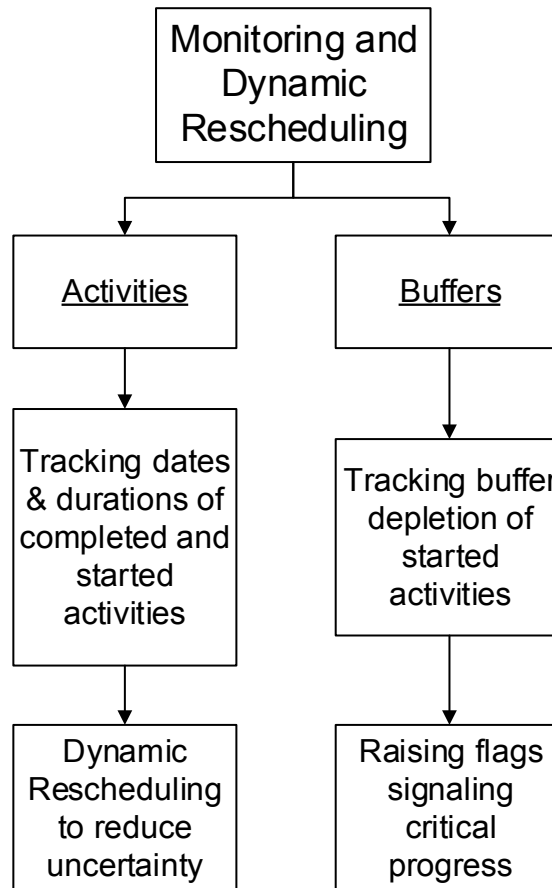 Monitoring and
Dynamic
Rescheduling
Activities
Buffers
Tracking dates
& durations of
completed and
started
activities
Tracking buffer
depletion of
started
activities
Dynamic
Rescheduling
to reduce
uncertainty
Raising flags
signaling
critical
progress